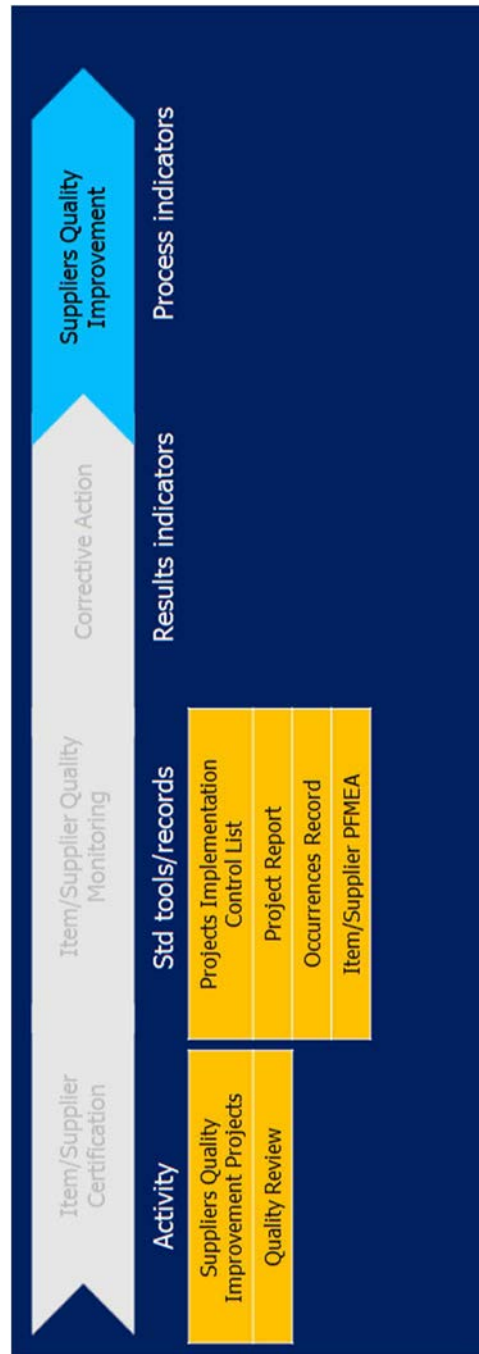 Item/Supplier
Certification
Item/Supplier Quality
Monitoring
Corrective Action
Suppliers Quality
Improvement
Activity
Std tools/records
Results indicators
Process indicators
Suppliers Quality
Improvement Projects
Quality Review
Projects Implementation
Control List
Project Report
Occurrences Record
Item/Supplier PFMEA